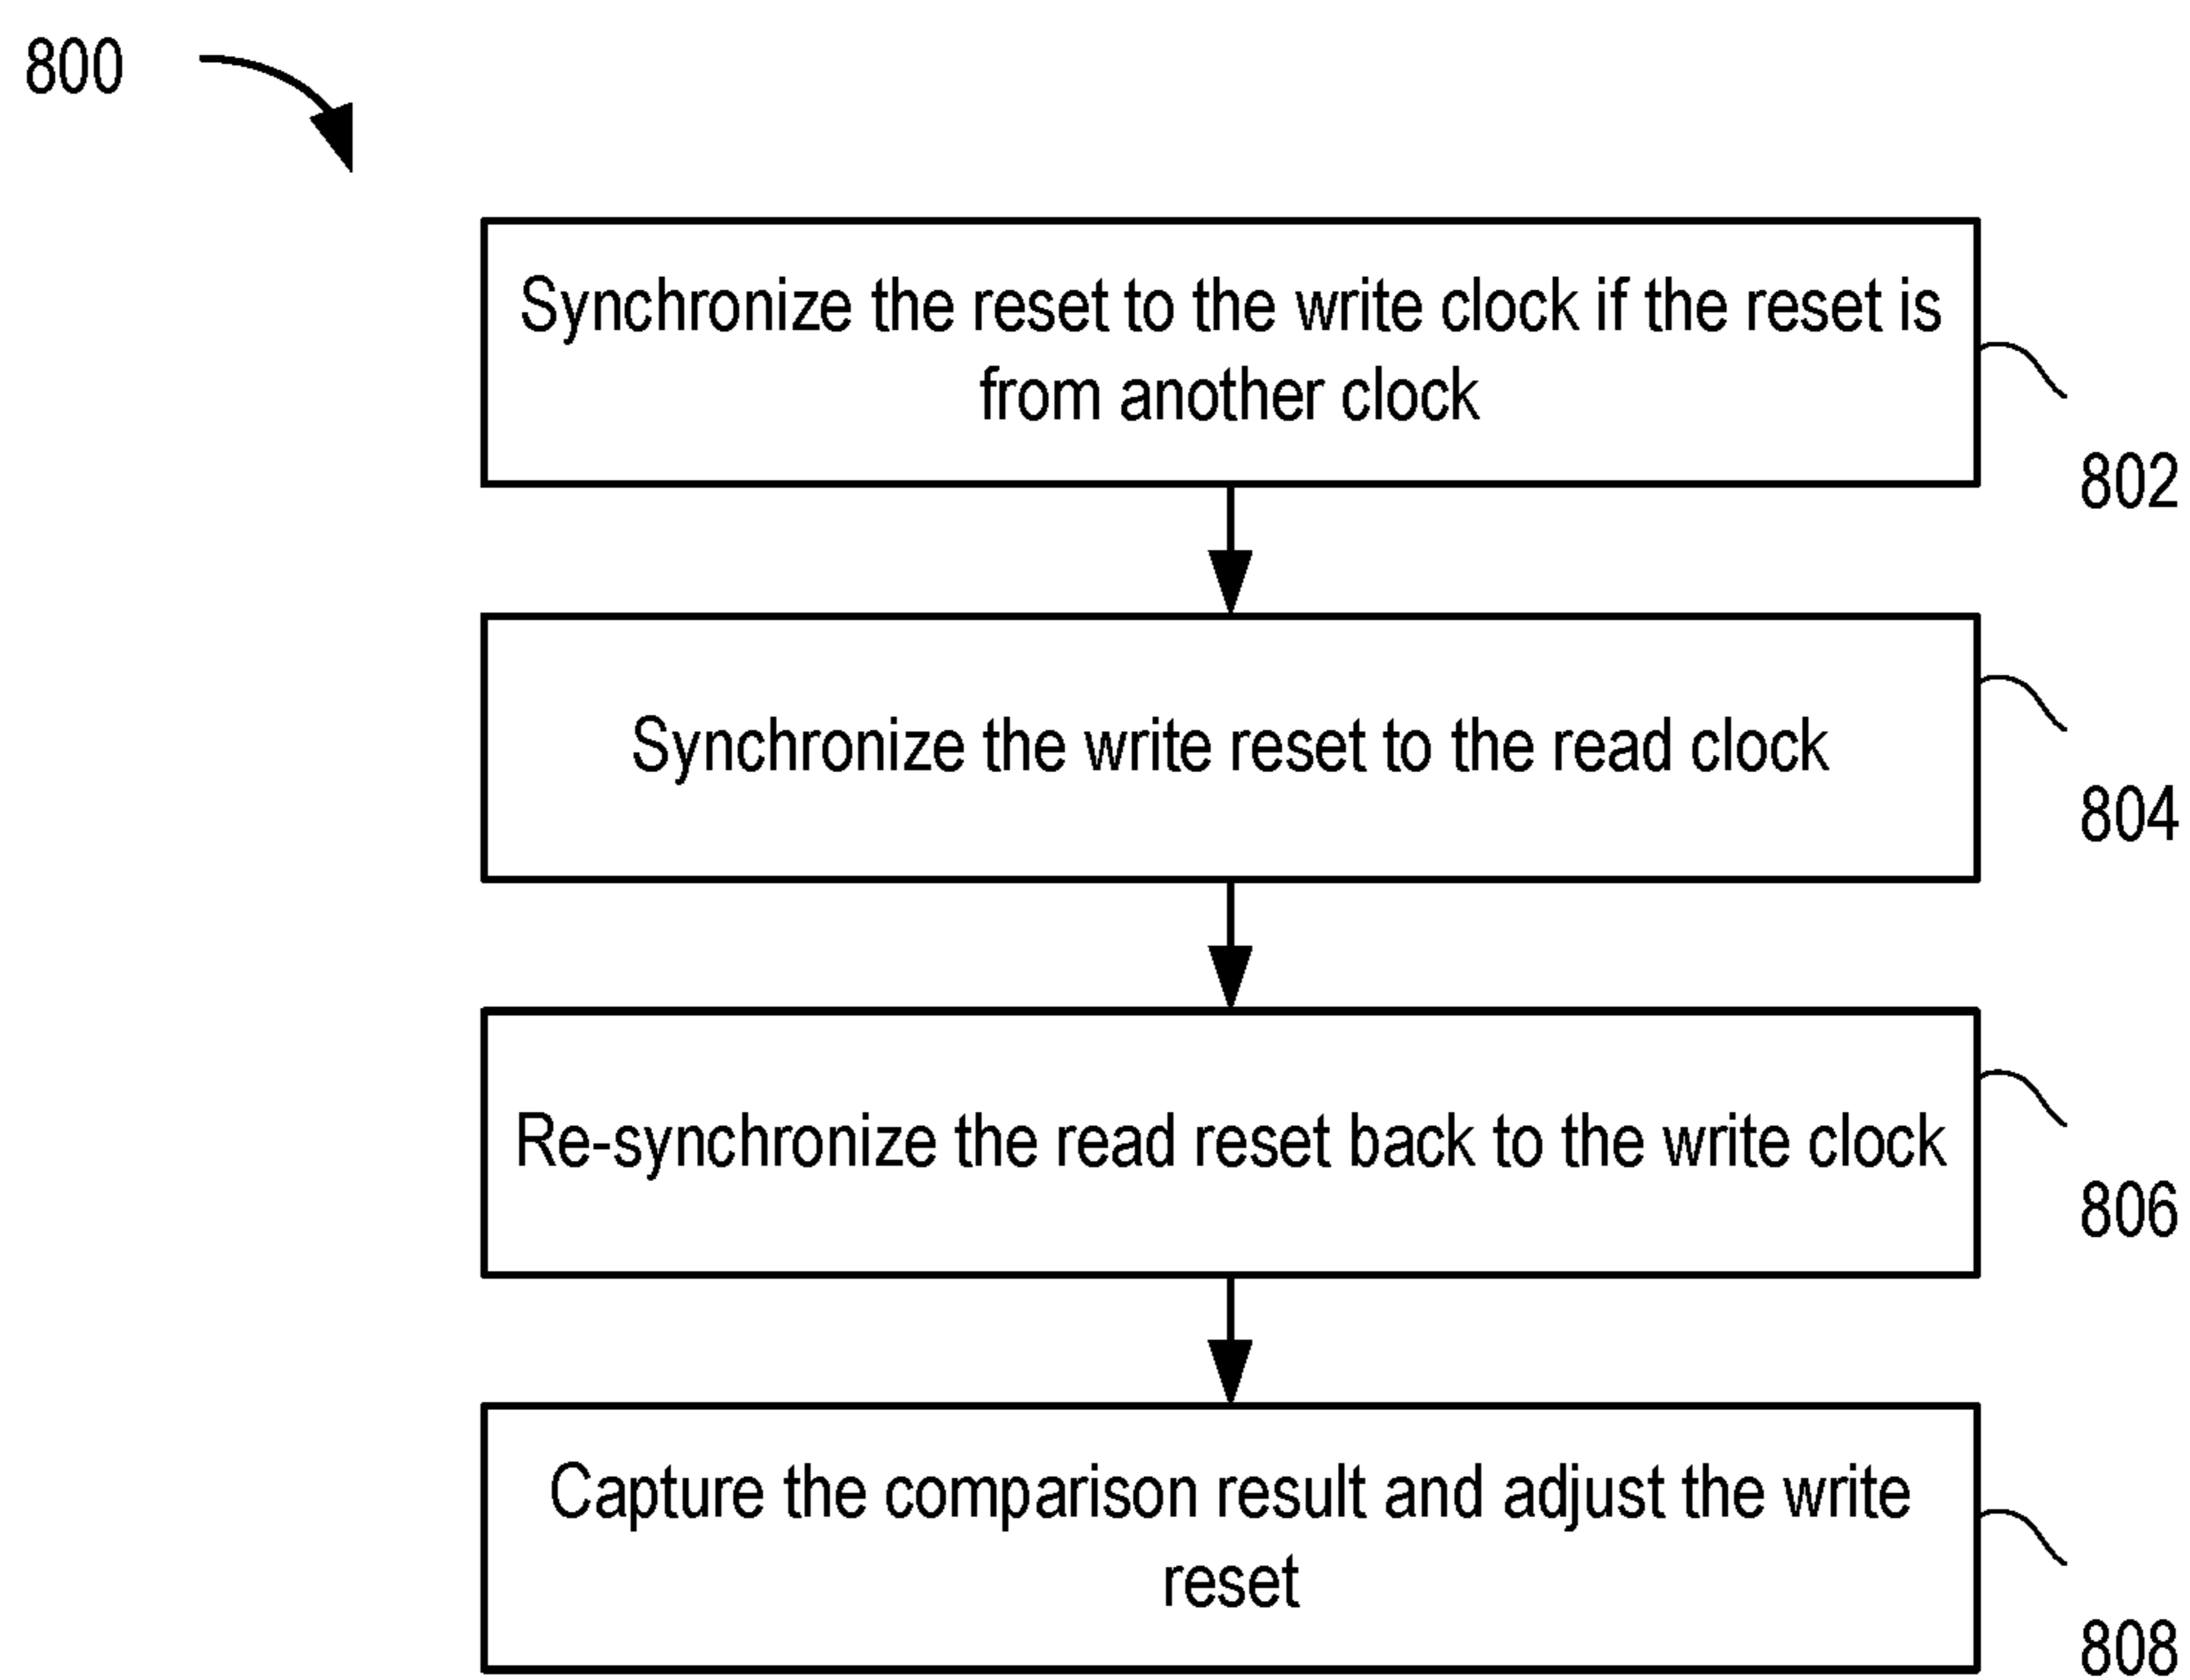 800
Synchronize the reset to the write clock if the reset is
from another clock
802
Synchronize the write reset to the read clock
804
Re-synchronize the read reset back to the write clock
806
Capture the comparison result and adjust the write
reset
808